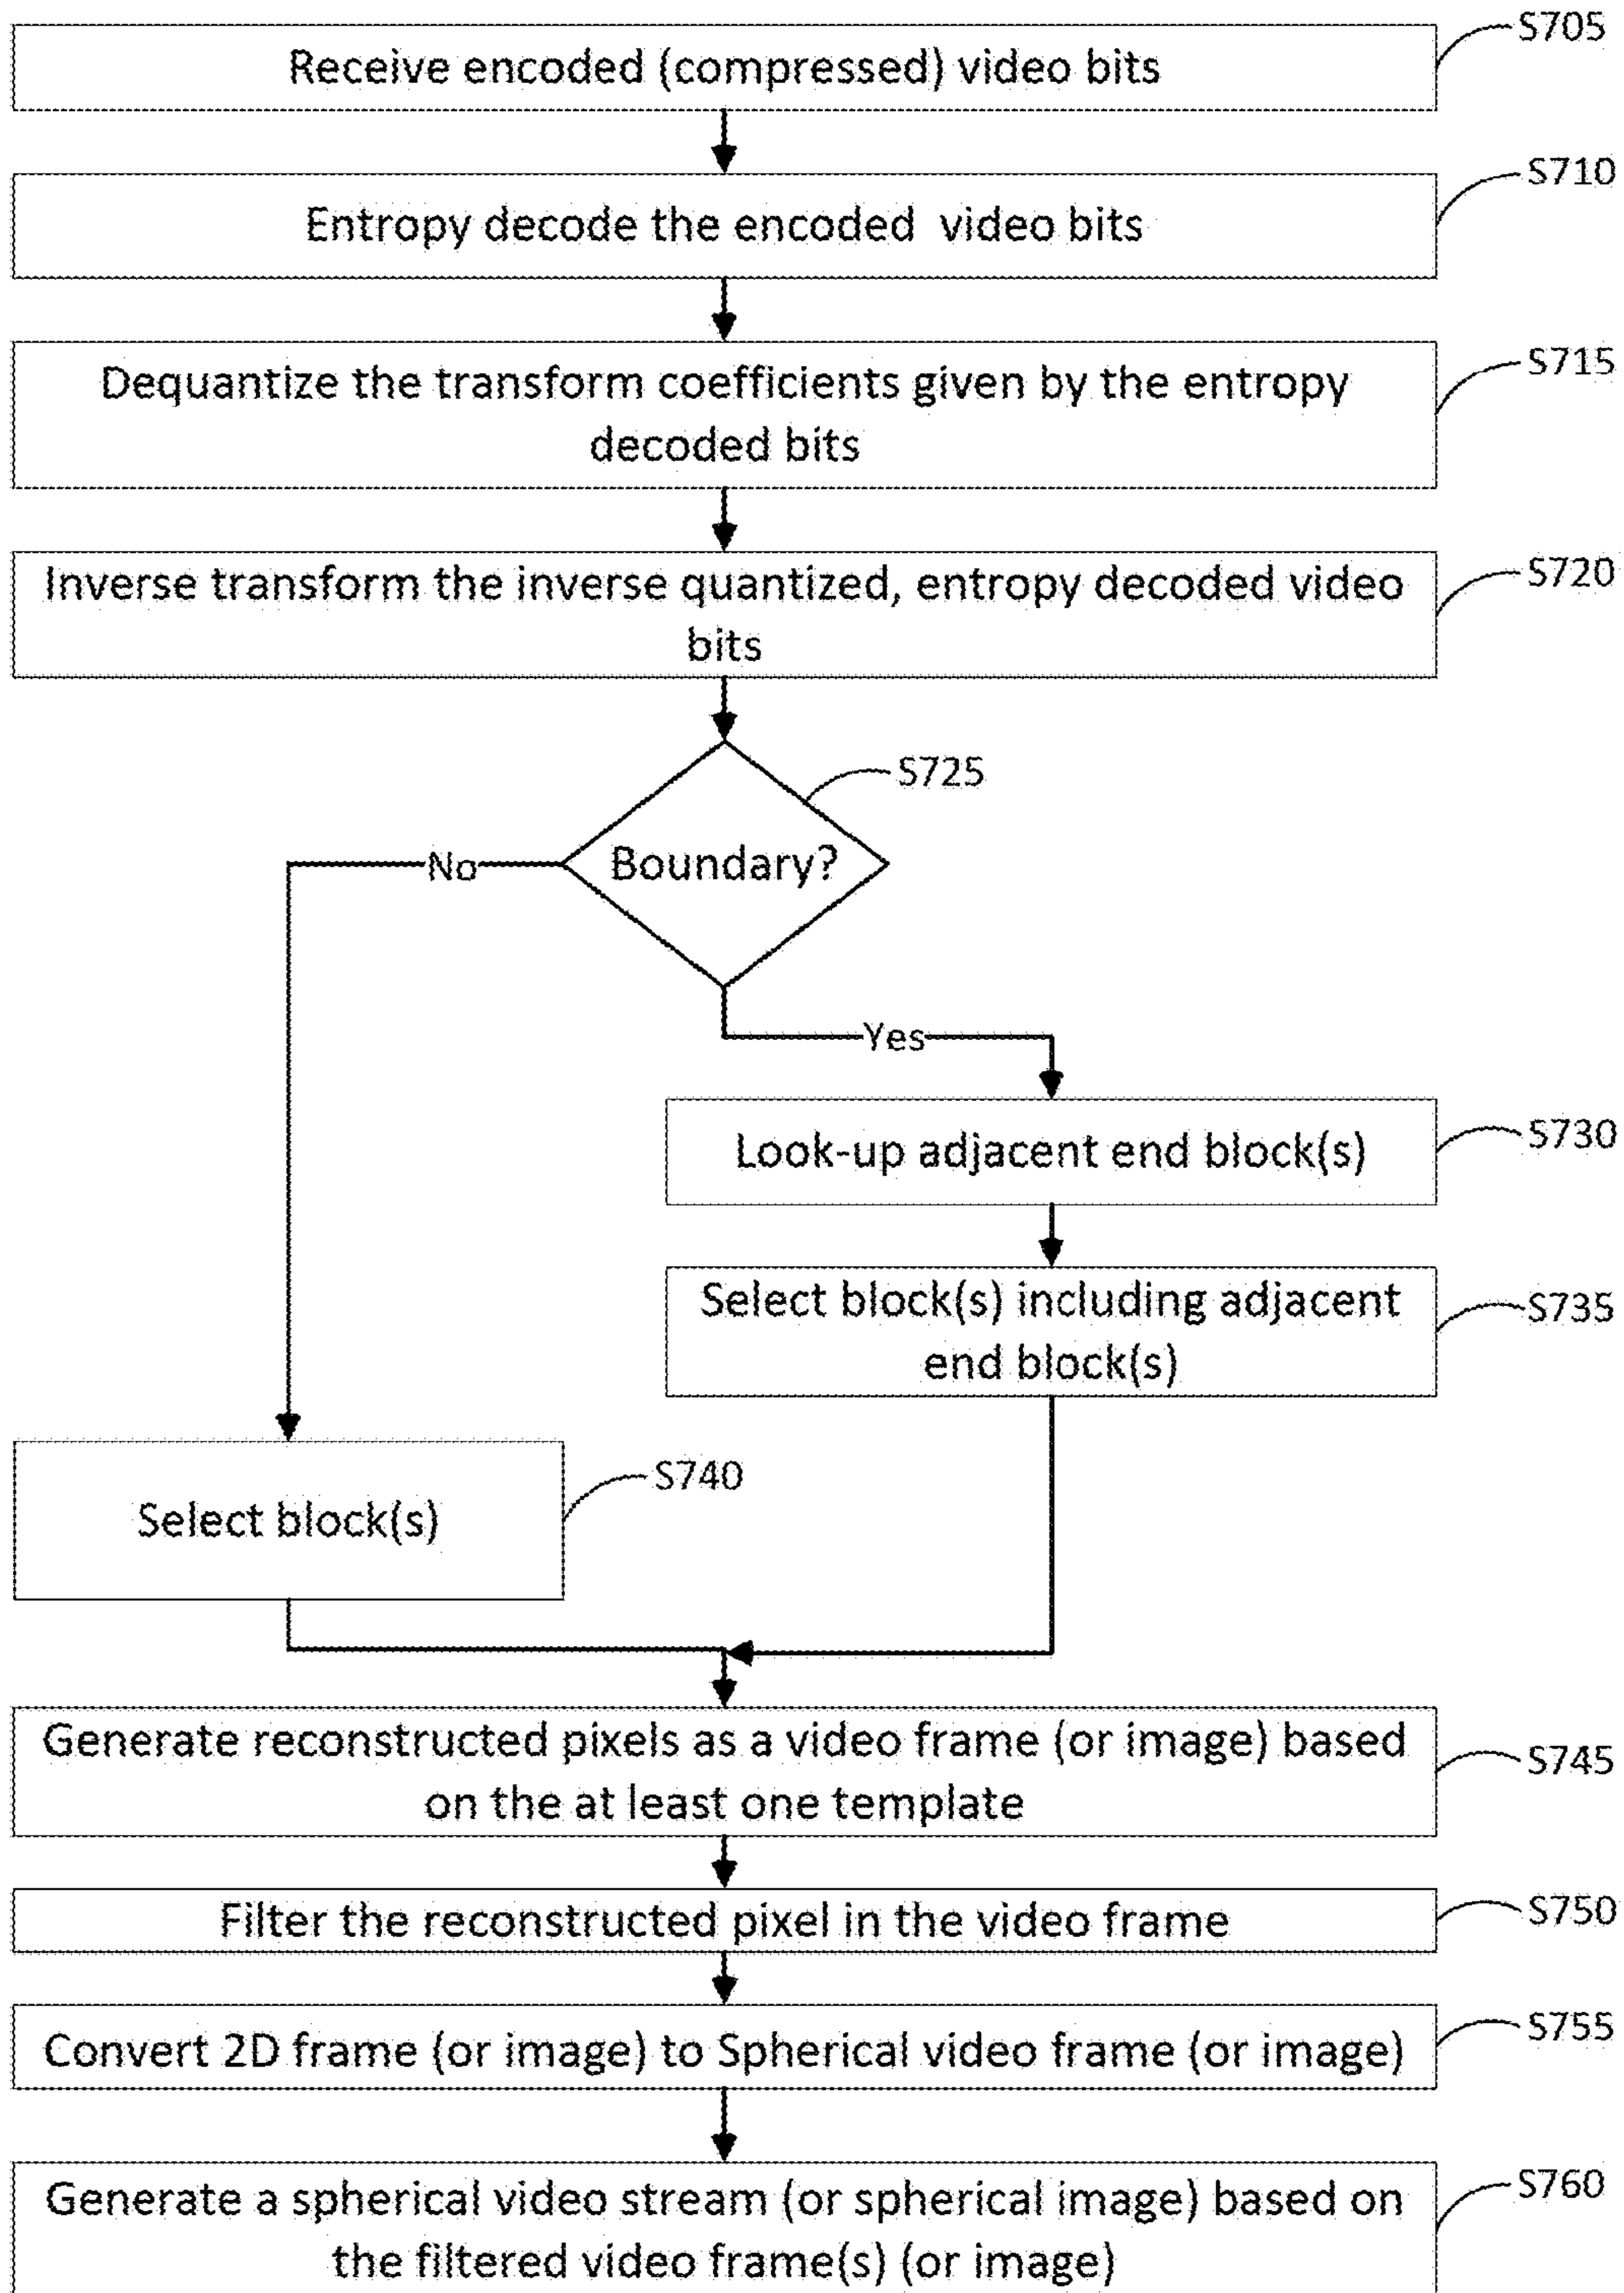 S705
Receive encoded (compressed) video bits
S710
Entropy decode the encoded video bits
S715
Dequantize the transform coefficients given by the entropy
decoded bits
S720
Inverse transform the inverse quantized, entropy decoded video
bits
S725
Boundary?
No
Yes
S730
Look-up adjacent end block(s)
S735
Select block(s) including adjacent
end block(s)
S740
Select block(s)
S745
Generate reconstructed pixels as a video frame (or image) based
on the at least one template
S750
Filter the reconstructed pixel in the video frame
S755
Convert 2D frame (or image) to Spherical video frame (or image)
S760
Generate a spherical video stream (or spherical image) based on
the filtered video frame(s) (or image)